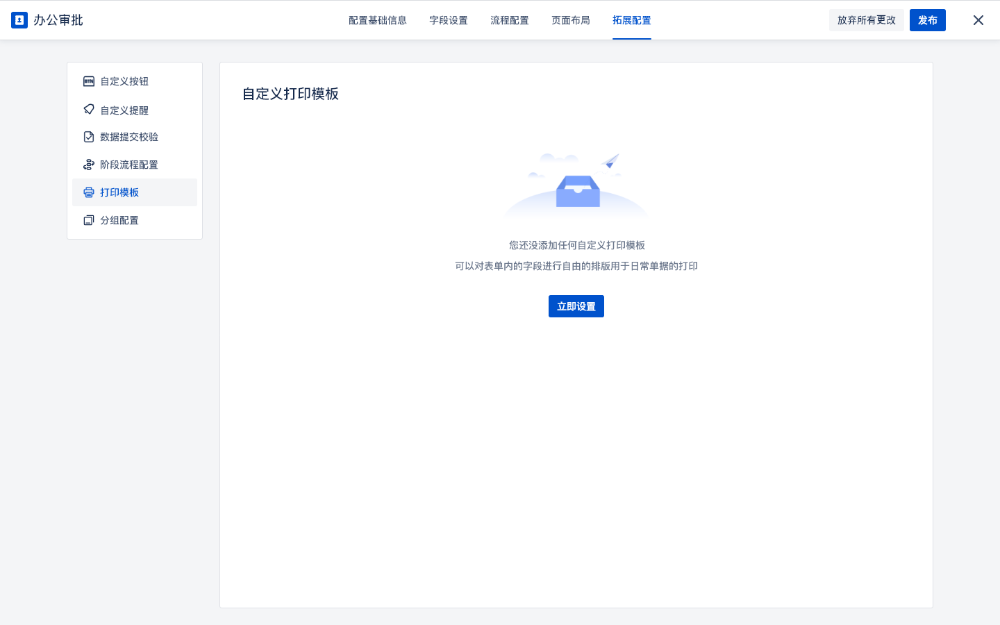 办公审批
配置基础信息
字段设置
流程配置
页面布局
拓展配置
放弃所有更改
发布
自定义按钮
自定义提醒
数据提交校验
阶段流程配置
打印模板
分组配置
自定义打印模板
您还没添加任何自定义打印模板
可以对表单内的字段进行自由的排版用于日常单据的打印
立即设置